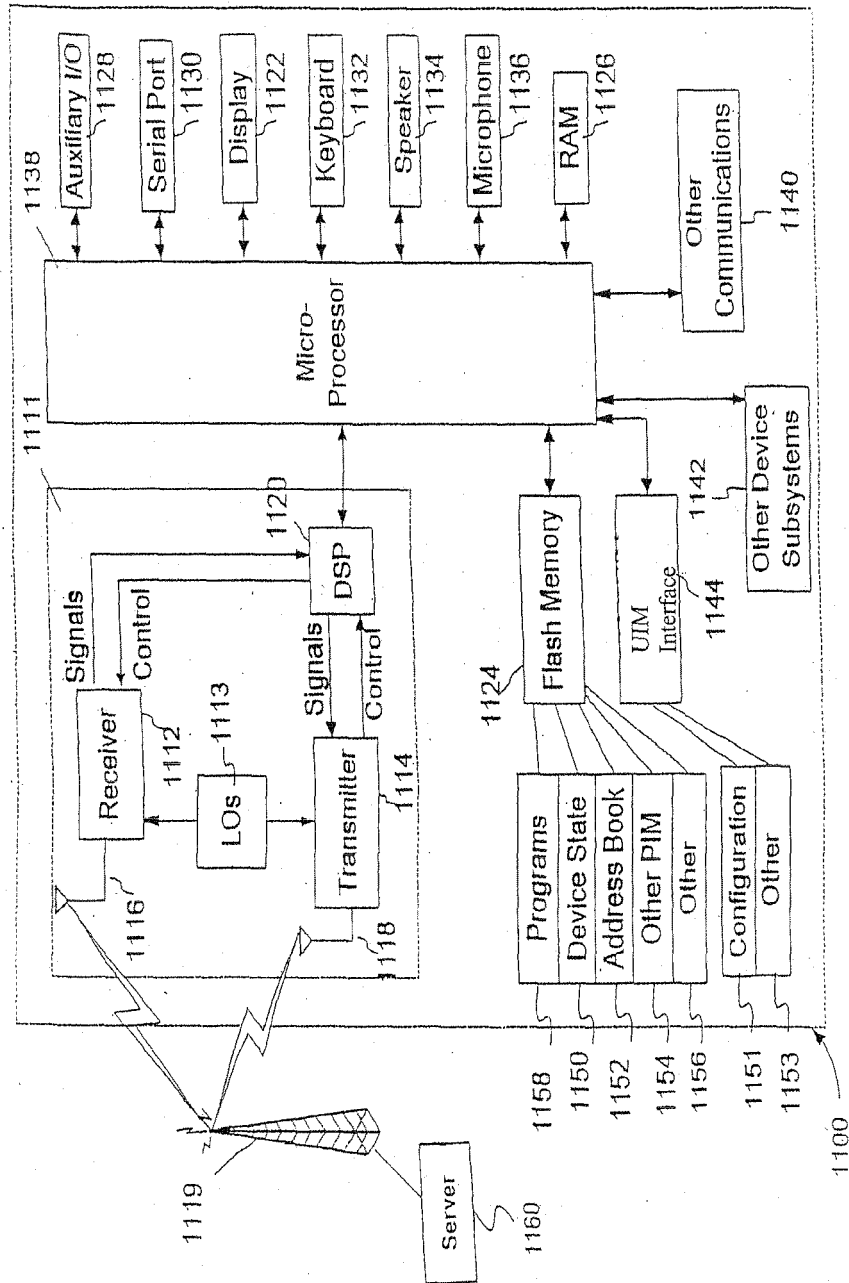 1138
Auxiliary I/O
1128
Serial Port
1130
Display
1122
Keyboard
1132
Speaker
1134
Microphone
1136
RAM
1126
Other
Communications
1140
Micro-
Processor
1111
1120
DSP
Signals
Control
Signals
Control
Receiver
1112
LOs
1113
Transmitter
1114
1116
1118
Flash Memory
1124
UIM
Interface
1144
Other Device
Subsystems
1142
Programs
Device State
Address Book
Other PIM
Other
Configuration
Other
1158
1150
1152
1154
1156
1151
1153
1100
1119
Server
1160